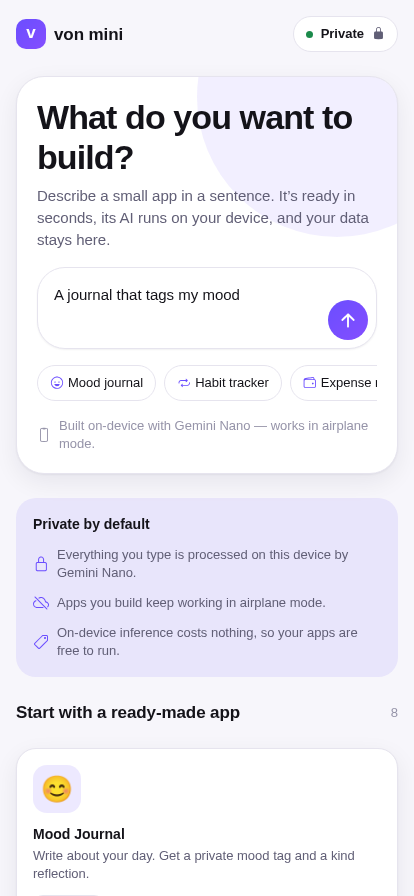 v von mini
Private
What do you want to
build?
Describe a small app in a sentence. It’s ready in
seconds, its AI runs on your device, and your data
stays here.
A journal that tags my mood
Mood journal
Habit tracker
Expense
Built on-device with Gemini Nano — works in airplane
mode.
Private by default
Everything you type is processed on this device by
Gemini Nano.
Apps you build keep working in airplane mode.
On-device inference costs nothing, so your apps are
free to run.
Start with a ready-made app
8
Mood Journal
Write about your day. Get a private mood tag and a kind
reflection.